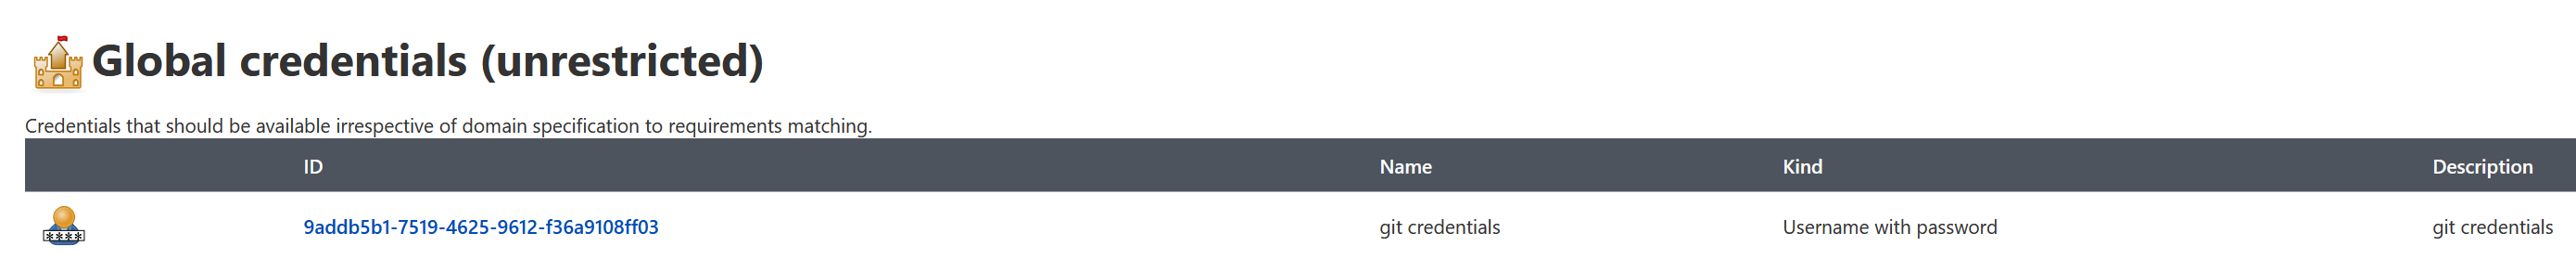 Global credentials (unrestricted)
Credentials that should be available irrespective of domain specification to requirements matching.
ID Name Kind Description
****
9addb5b1-7519-4625-9612-f36a9108ff03 git credentials Username with password git credentials